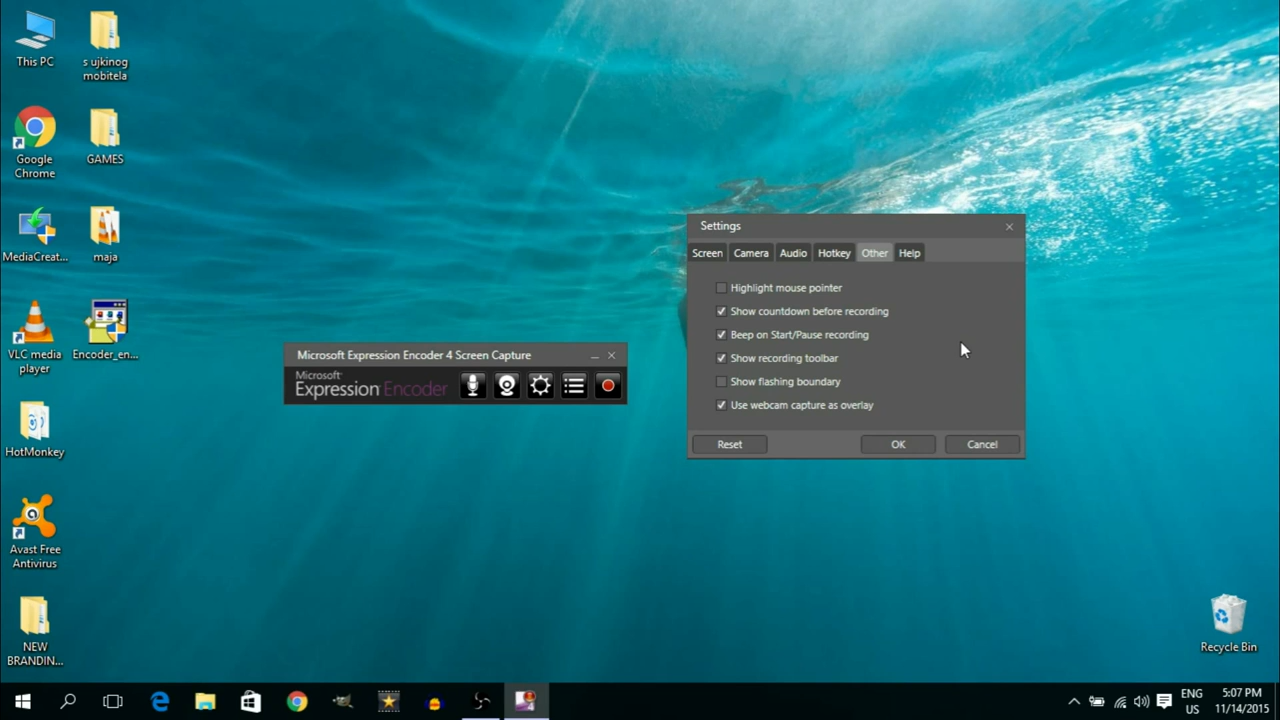 This PC
s ujkinog
mobitela
Google
Chrome
GAMES
MediaCreat...
maja
VLC media
player
Encoder_en...
HotMonkey
Avast Free
Antivirus
NEW
BRANDIN...
Microsoft Expression Encoder 4 Screen Capture
Microsoft
Expression Encoder
Settings
Screen Camera Audio Hotkey Other Help
Highlight mouse pointer
Show countdown before recording
Beep on Start/Pause recording
Show recording toolbar
Show flashing boundary
Use webcam capture as overlay
Reset OK Cancel
Recycle Bin
ENG
US
5:07 PM
11/14/2015